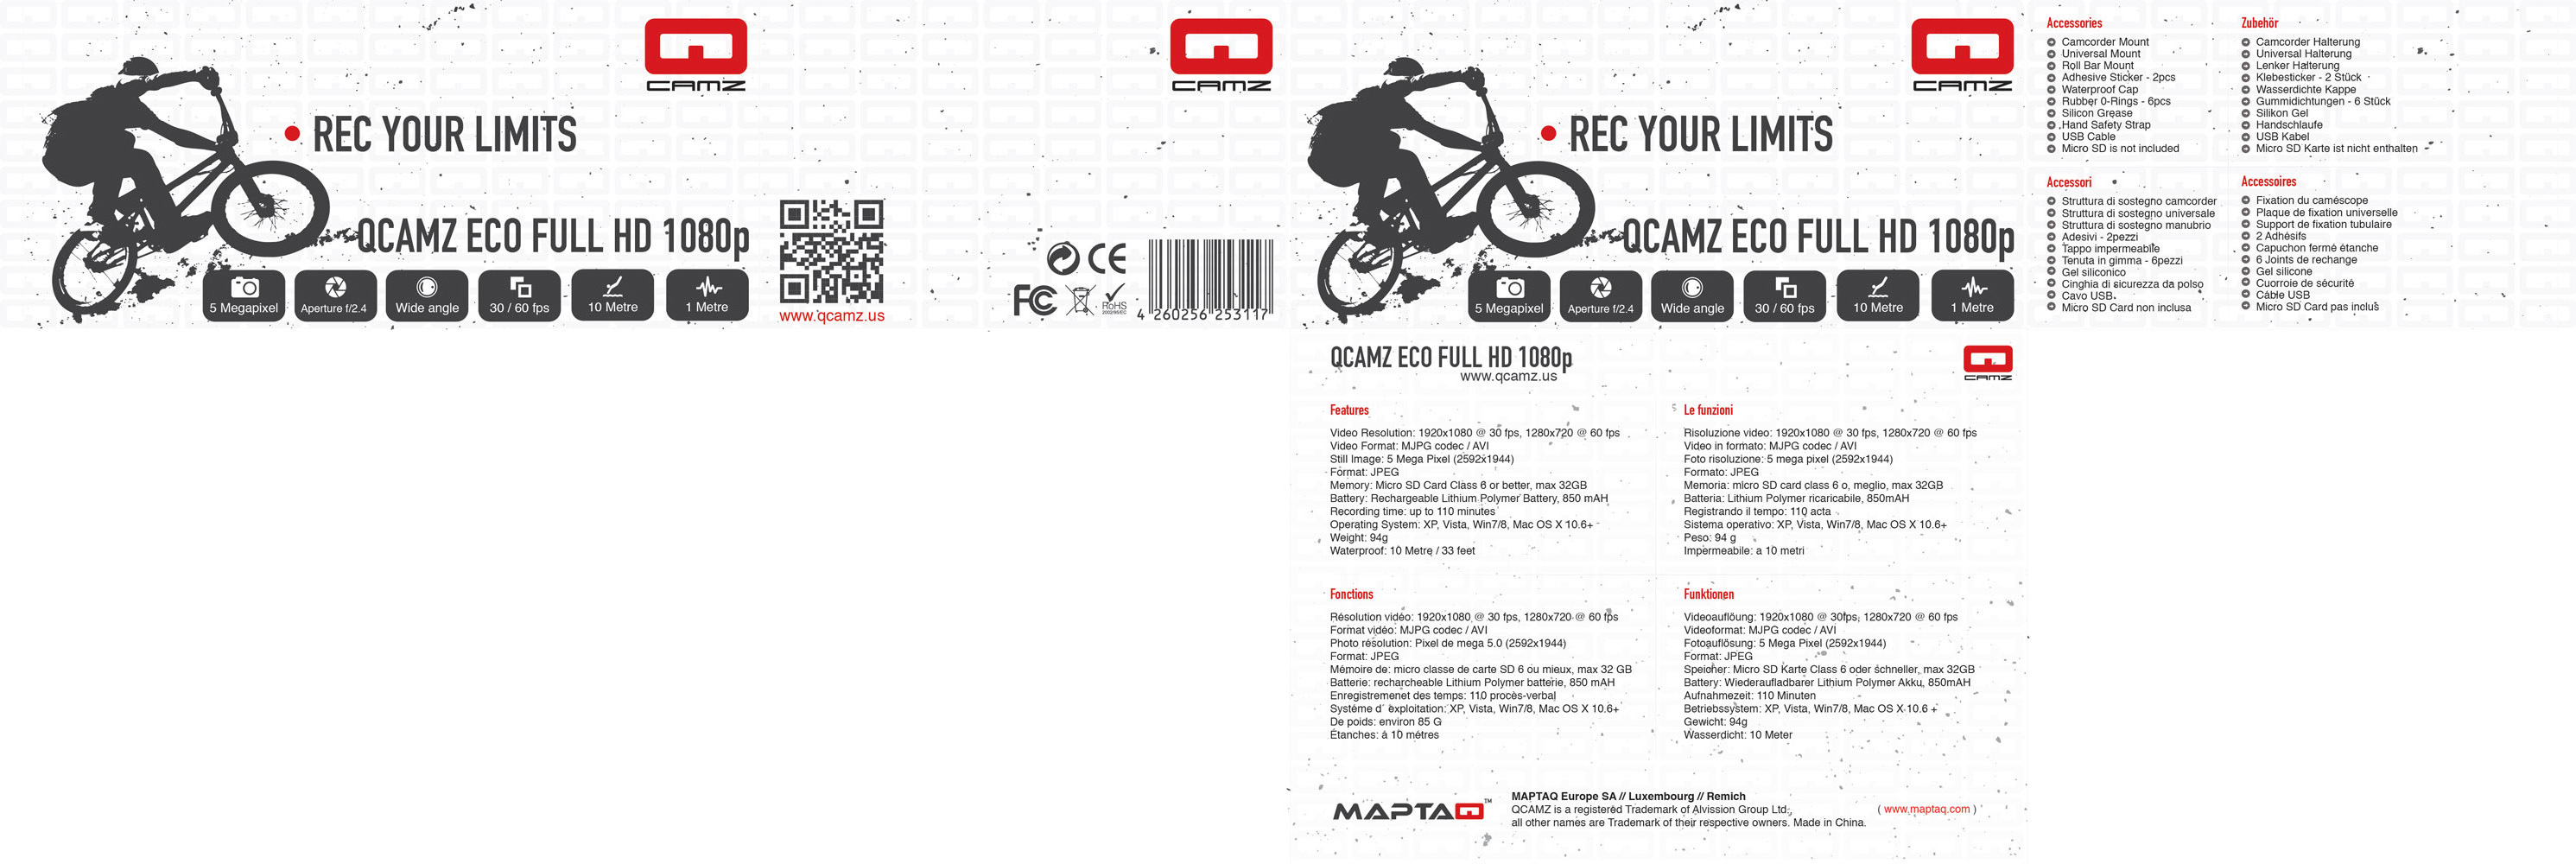 CAMZ
REC YOUR LIMITS
QCAMZ ECO FULL HD 1080p
5 Megapixel
Aperture f/2.4
Wide angle
30 / 60 fps
10 Metre
1 Metre
www.qcamz.us
CAMZ
CE
FC
RoHS
2002/95/EC
4 260256 253117
CAMZ
REC YOUR LIMITS
QCAMZ ECO FULL HD 1080p
5 Megapixel
Aperture f/2.4
Wide angle
30 / 60 fps
10 Metre
1 Metre
Accessories
Camcorder Mount
Universal Mount
Roll Bar Mount
Adhesive Sticker - 2pcs
Waterproof Cap
Rubber 0-Rings - 6pcs
Silicon Grease
Hand Safety Strap
USB Cable
Micro SD is not included
Zubehör
Camcorder Halterung
Universal Halterung
Lenker Halterung
Klebesticker - 2 Stück
Wasserdichte Kappe
Gummidichtungen - 6 Stück
Silikon Gel
Handschlaufe
USB Kabel
Micro SD Karte ist nicht enthalten
Accessori
Struttura di sostegno camcorder
Struttura di sostegno universale
Struttura di sostegno manubrio
Adesivi - 2pezzi
Tappo impermeabile
Tenuta in gimma - 6pezzi
Gel siliconico
Cinghia di sicurezza da polso
Cavo USB
Micro SD Card non inclusa
Accessoires
Fixation du caméscope
Plaque de fixation universelle
Support de fixation tubulaire
2 Adhésifs
Capuchon fermé étanche
6 Joints de rechange
Gel silicone
Cuorroie de sécurité
Câble USB
Micro SD Card pas inclus
QCAMZ ECO FULL HD 1080p
www.qcamz.us
CAMZ
Features
Video Resolution: 1920x1080 @ 30 fps, 1280x720 @ 60 fps
Video Format: MJPG codec / AVI
Still Image: 5 Mega Pixel (2592x1944)
Format: JPEG
Memory: Micro SD Card Class 6 or better, max 32GB
Battery: Rechargeable Lithium Polymer Battery, 850 mAH
Recording time: up to 110 minutes
Operating System: XP, Vista, Win7/8, Mac OS X 10.6+
Weight: 94g
Waterproof: 10 Metre / 33 feet
Le funzioni
Risoluzione video: 1920x1080 @ 30 fps, 1280x720 @ 60 fps
Video in formato: MJPG codec / AVI
Foto risoluzione: 5 mega pixel (2592x1944)
Formato: JPEG
Memoria: micro SD card class 6 o, meglio, max 32GB
Batteria: Lithium Polymer ricaricabile, 850mAH
Registrando il tempo: 110 acta
Sistema operativo: XP, Vista, Win7/8, Mac OS X 10.6+
Peso: 94 g
Impermeabile: a 10 metri
Fonctions
Résolution vidéo: 1920x1080 @ 30 fps, 1280x720 @ 60 fps
Format vidéo: MJPG codec / AVI
Photo résolution: Pixel de mega 5.0 (2592x1944)
Format: JPEG
Mémoire de: micro classe de carte SD 6 ou mieux, max 32 GB
Batterie: rechercheable Lithium Polymer batterie, 850 mAH
Enregistremenet des temps: 110 procès-verbal
Systéme d´ exploitation: XP, Vista, Win7/8, Mac OS X 10.6+
De poids: environ 85 G
Étanches: à 10 métres
Funktionen
Videoauflöung: 1920x1080 @ 30fps, 1280x720 @ 60 fps
Videoformat: MJPG codec / AVI
Fotoauflösung: 5 Mega Pixel (2592x1944)
Format: JPEG
Speicher: Micro SD Karte Class 6 oder schneller, max 32GB
Battery: Wiederaufladbarer Lithium Polymer Akku, 850mAH
Aufnahmezeit: 110 Minuten
Betriebssystem: XP, Vista, Win7/8, Mac OS X 10.6 +
Gewicht: 94g
Wasserdicht: 10 Meter
MAPTAQ™
MAPTAQ Europe SA // Luxembourg // Remich
QCAMZ is a registered Trademark of Alvission Group Ltd.,
all other names are Trademark of their respective owners. Made in China.
( www.maptaq.com )